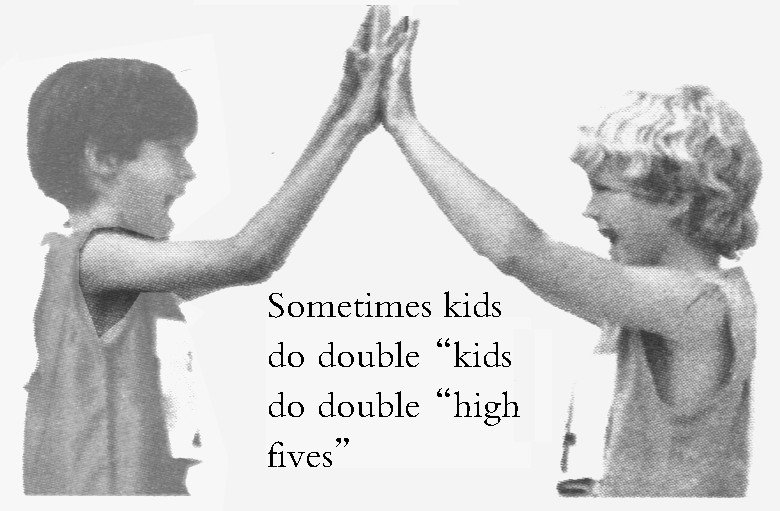 Sometimes kids
do double “kids
do double “high
fives”